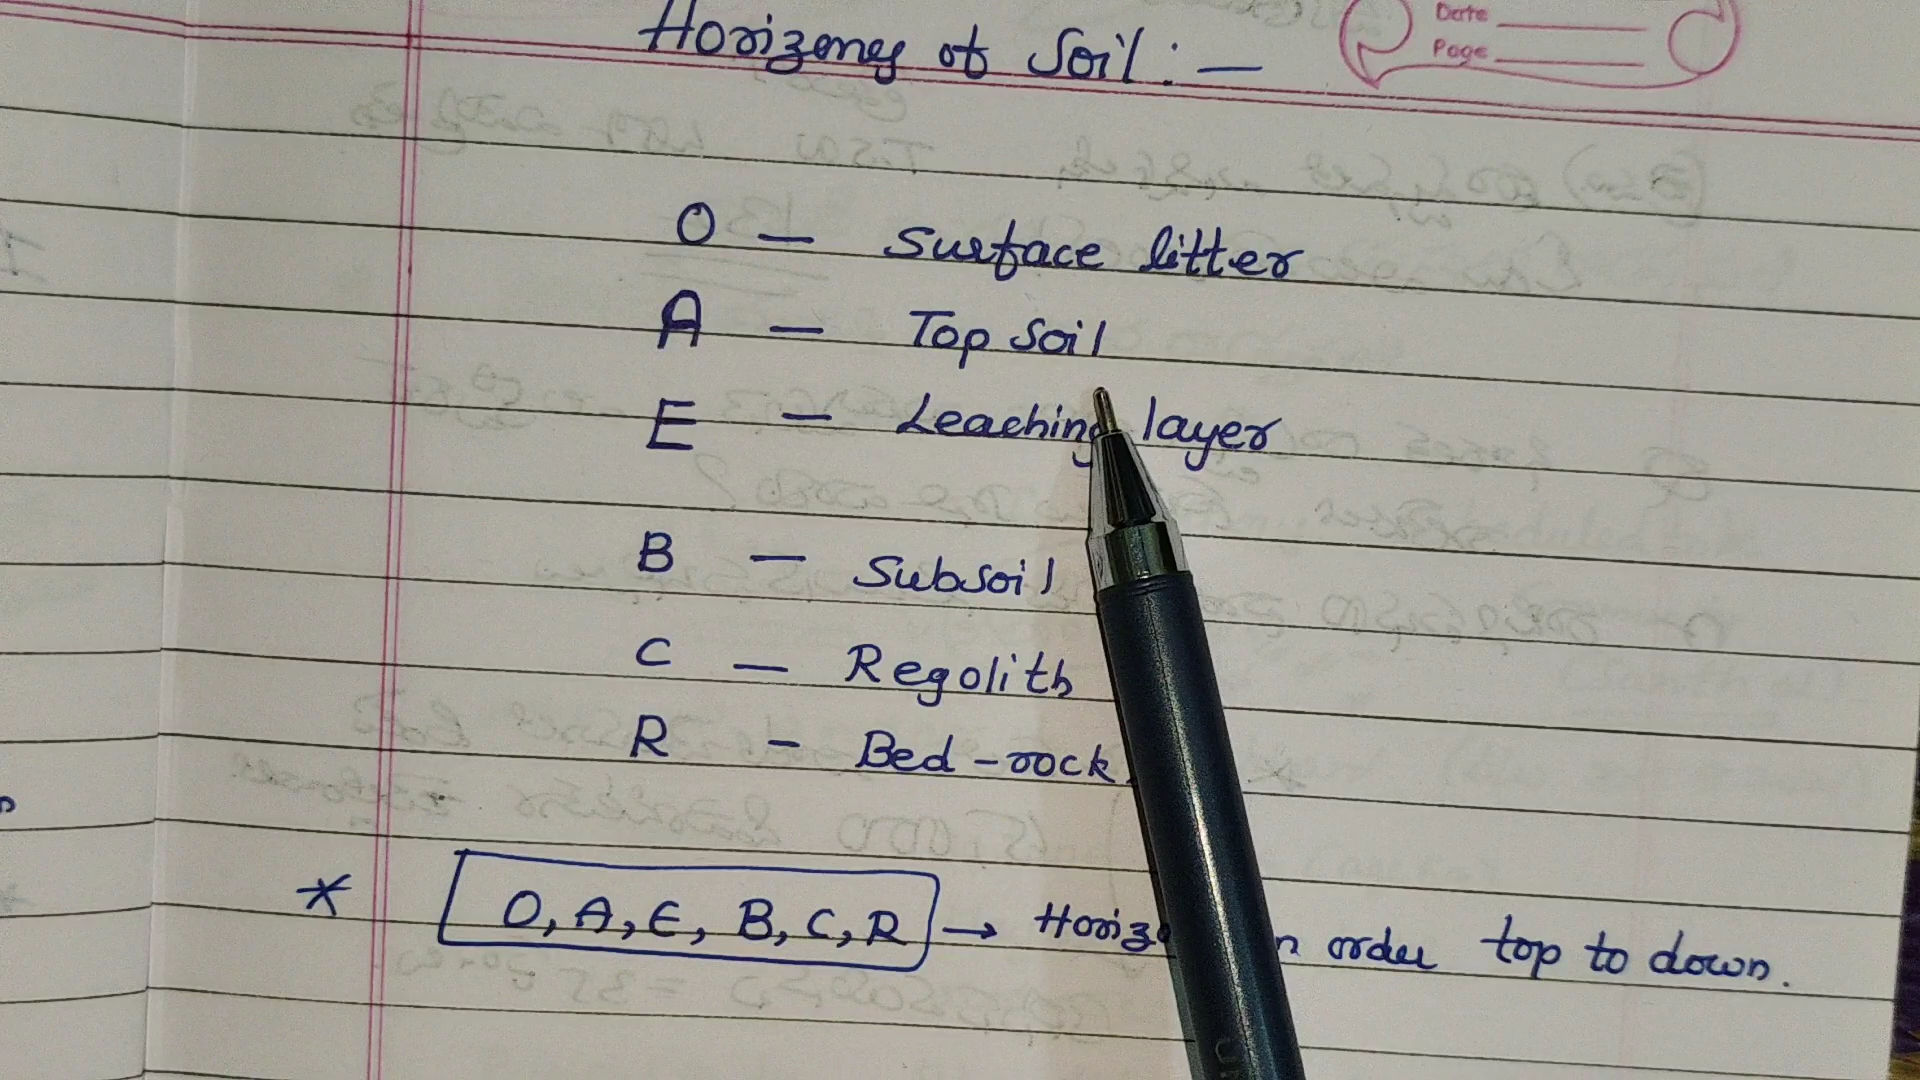 Date
Page
Horizones of Soil : —
O — Surface litter
A — Top soil
E — Leaching layer
B — Subsoil
C — Regolith
R — Bed-rock.
* O, A, E, B, C, R → order top to down.